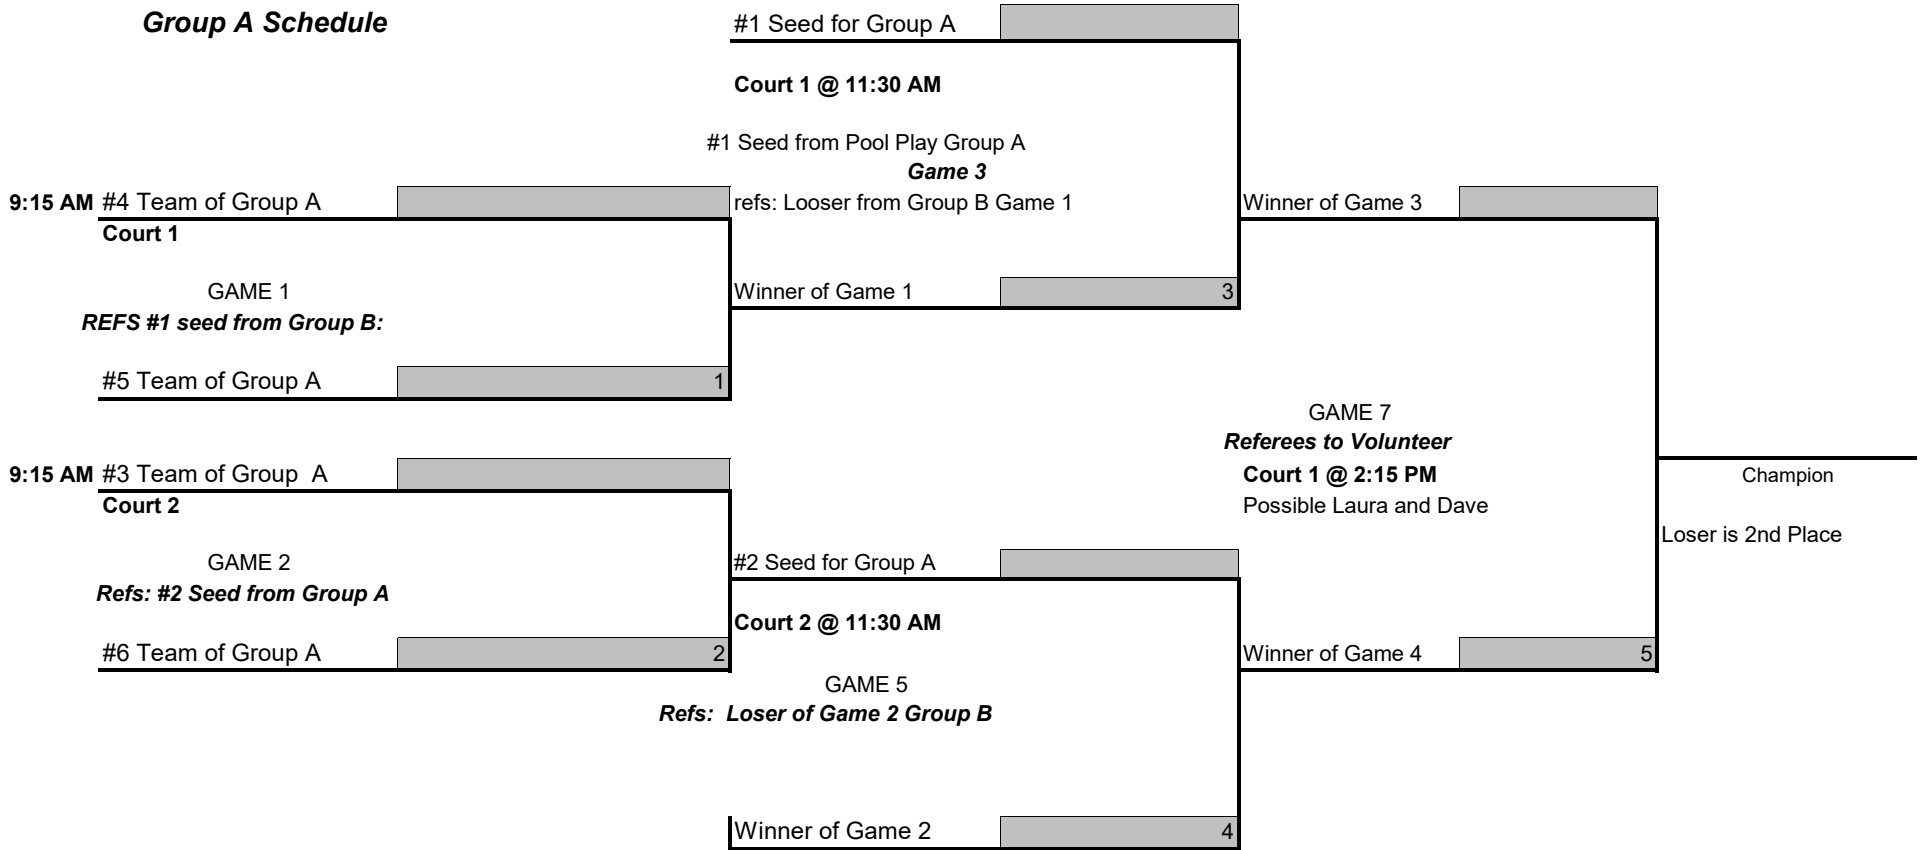 Group A Schedule
#1 Seed for Group A
Court 1 @ 11:30 AM
#1 Seed from Pool Play Group A
Game 3
9:15 AM #4 Team of Group A
refs: Looser from Group B Game 1
Winner of Game 3
Court 1
GAME 1
Winner of Game 1
3
REFS #1 seed from Group B:
#5 Team of Group A
1
GAME 7
Referees to Volunteer
9:15 AM #3 Team of Group A
Court 1 @ 2:15 PM
Champion
Court 2
Possible Laura and Dave
Loser is 2nd Place
GAME 2
#2 Seed for Group A
Refs: #2 Seed from Group A
Court 2 @ 11:30 AM
#6 Team of Group A
2
Winner of Game 4
5
GAME 5
Refs: Loser of Game 2 Group B
Winner of Game 2
4